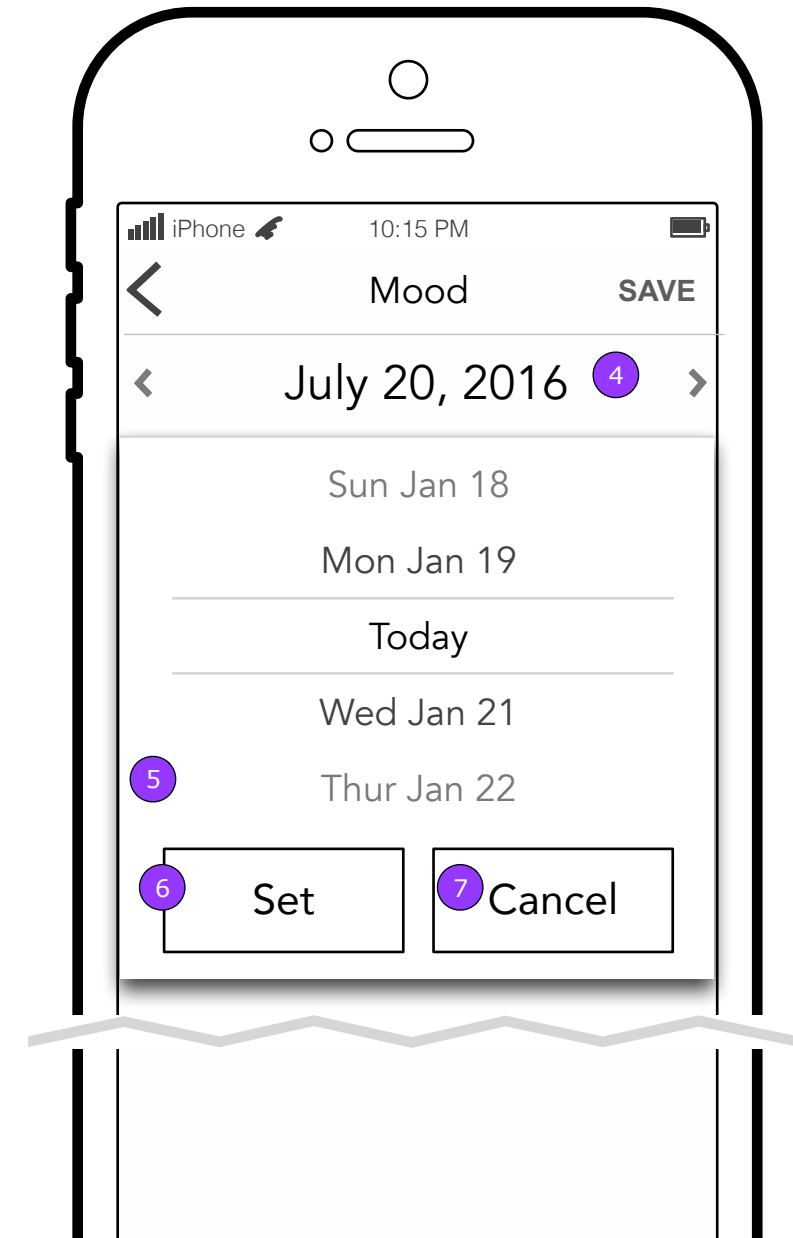 iPhone 10:15 PM
Mood SAVE
July 20, 2016 4
Sun Jan 18
Mon Jan 19
Today
Wed Jan 21
5
Thur Jan 22
6 Set 7 Cancel